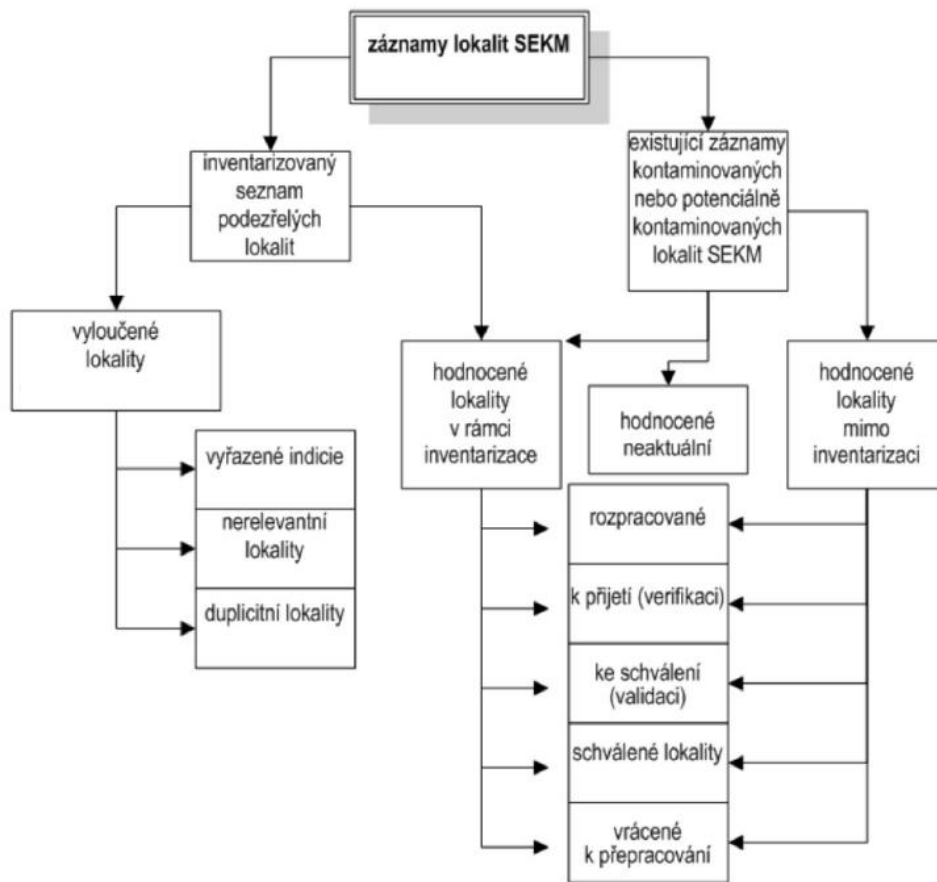 záznamy lokalit SEKM
inventarizovaný
seznam
podezřelých
lokalit
existující záznamy
kontaminovaných
nebo potenciálně
kontaminovaných
lokalit SEKM
vyloučené
lokality
hodnocené
lokality
v rámci
inventarizace
hodnocené
neaktuální
hodnocené
lokality
mimo
inventarizaci
vyřazené indicie
nerelevantní
lokality
duplicitní lokality
rozpracované
k přijetí (verifikaci)
ke schválení
(validaci)
schválené lokality
vrácené
k přepracování